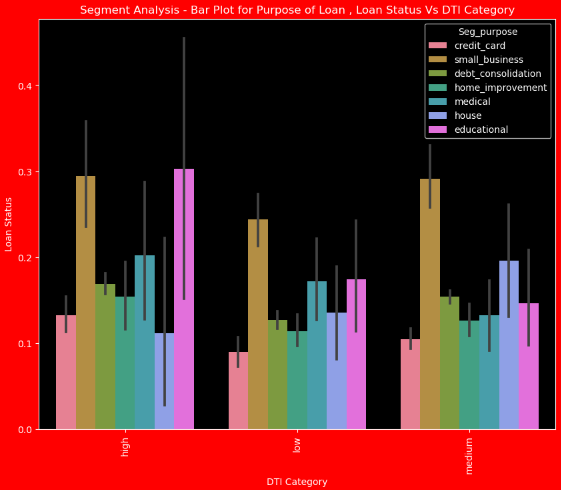 Segment Analysis - Bar Plot for Purpose of Loan , Loan Status Vs DTI Category
Seg_purpose
credit_card
small_business
debt_consolidation
home_improvement
medical
house
educational
Loan Status
0.4
0.3
0.2
0.1
0.0
high
low
medium
DTI Category